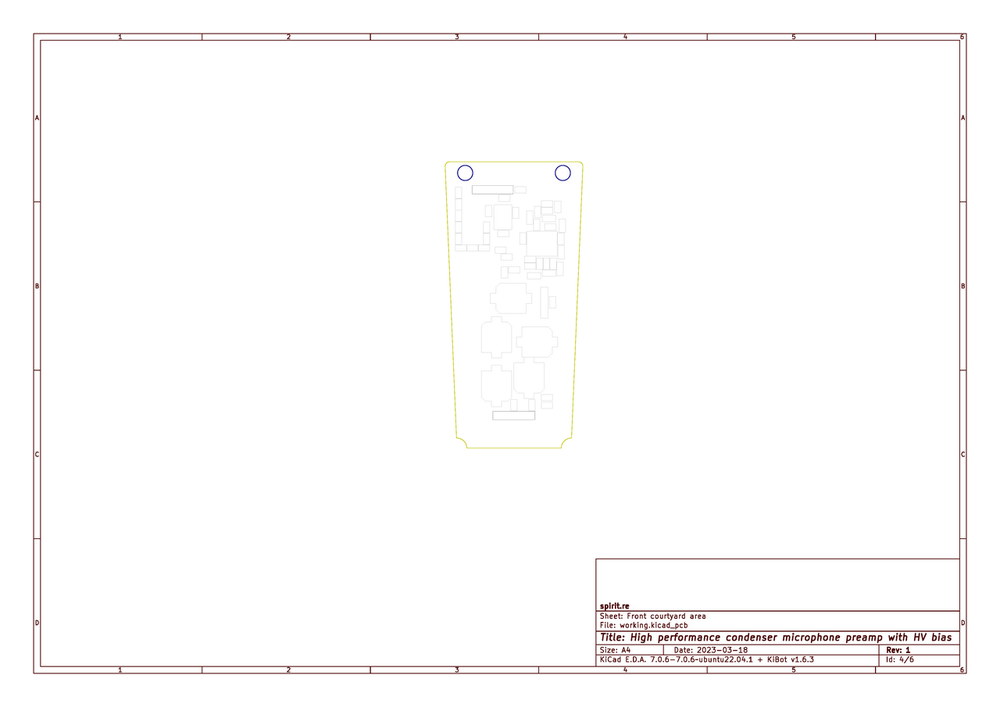 1 2 3 4 5 6
A A
B B
C C
D D
spirit.re
Sheet: Front courtyard area
File: working.kicad_pcb
Title: High performance condenser microphone preamp with HV bias
Size: A4 Date: 2023-03-18 Rev: 1
KiCad E.D.A. 7.0.6-7.0.6-ubuntu22.04.1 + KiBot v1.6.3 Id: 4/6
1 2 3 4 5 6